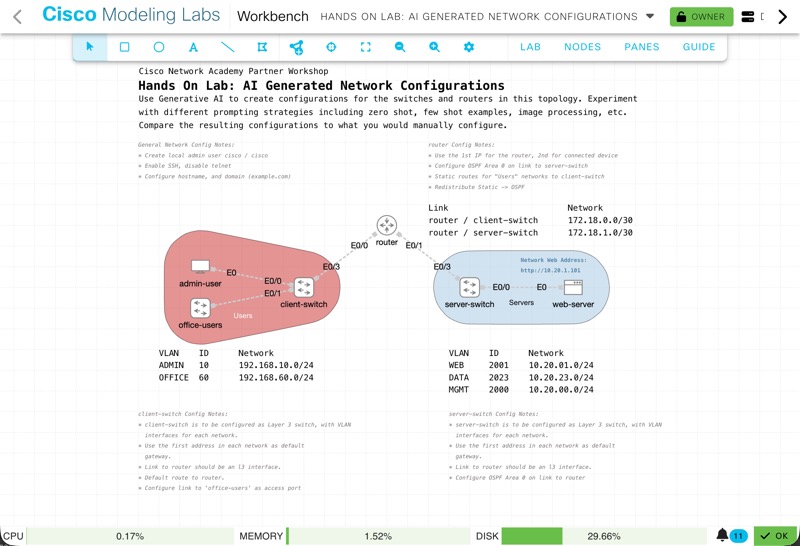 Cisco Modeling Labs Workbench HANDS ON LAB: AI GENERATED NETWORK CONFIGURATIONS OWNER
LAB NODES PANES GUIDE
Cisco Network Academy Partner Workshop
Hands On Lab: AI Generated Network Configurations
Use Generative AI to create configurations for the switches and routers in this topology. Experiment
with different prompting strategies including zero shot, few shot examples, image processing, etc.
Compare the resulting configurations to what you would manually configure.
General Network Config Notes:
* Create local admin user cisco / cisco
* Enable SSH, disable telnet
* Configure hostname, and domain (example.com)
router Config Notes:
* Use the 1st IP for the router, 2nd for connected device
* Configure OSPF Area 0 on link to server-switch
* Static routes for "Users" networks to client-switch
* Redistribute Static -> OSPF
Link Network
router / client-switch 172.18.0.0/30
router / server-switch 172.18.1.0/30
router
E0/0
E0/1
E0/3
E0/3
admin-user
E0
E0/0
E0/1
client-switch
office-users
Users
Network Web Address:
http://10.20.1.101
E0/0
E0
server-switch
Servers
web-server
VLAN ID Network
ADMIN 10 192.168.10.0/24
OFFICE 60 192.168.60.0/24
VLAN ID Network
WEB 2001 10.20.01.0/24
DATA 2023 10.20.23.0/24
MGMT 2000 10.20.00.0/24
client-switch Config Notes:
* client-switch is to be configured as Layer 3 switch, with VLAN
interfaces for each network.
* Use the first address in each network as default
gateway.
* Link to router should be an l3 interface.
* Default route to router.
* Configure link to 'office-users' as access port
server-switch Config Notes:
* server-switch is to be configured as Layer 3 switch, with VLAN
interfaces for each network.
* Use the first address in each network as default
gateway.
* Link to router should be an l3 interface.
* Configure OSPF Area 0 on link to router
CPU 0.17% MEMORY 1.52% DISK 29.66% 11 OK